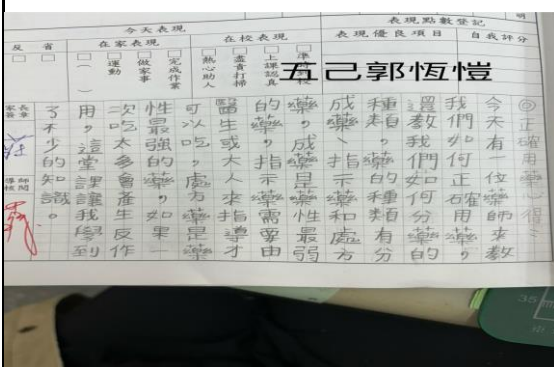 明
表現點數登記
自我評分
表現優良項目
今天表現
在校表現
上課認真
盡責打掃
熱心助人
在家表現
完成作業
做家事
運動
反省
五己郭恆愷
◎正確用藥心得：
今天有一位藥師來教
我們如何正確用藥，
還教我們如何分藥的
種類，藥的種類有分
成藥、指示藥和處方
藥，成藥是藥性最弱
的藥，指示需要由
醫生或大人來指導才
可以吃，處方藥是藥
性最強的藥，如果
次吃太多會產生反作
用，這堂課讓我學到
了不少的知識。
家長簽章
導師核閱